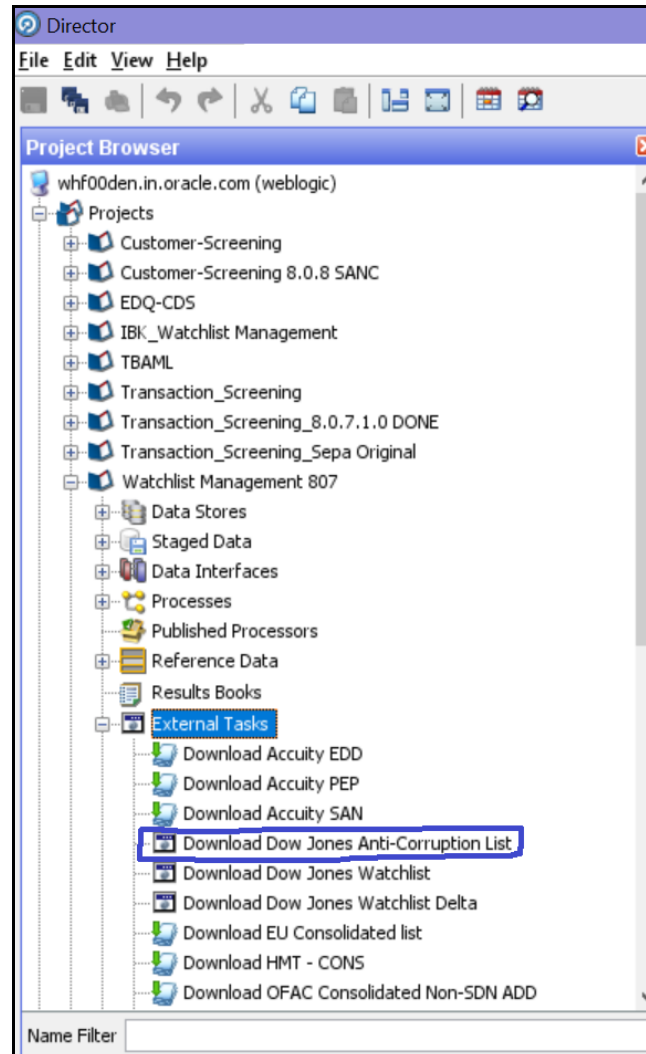 Director
File Edit View Help
Project Browser
whf00den.in.oracle.com (weblogic)
Projects
Customer-Screening
Customer-Screening 8.0.8 SANC
EDQ-CDS
IBK_Watchlist Management
TBAML
Transaction_Screening
Transaction_Screening_8.0.7.1.0 DONE
Transaction_Screening_Sepa Original
Watchlist Management 807
Data Stores
Staged Data
Data Interfaces
Processes
Published Processors
Reference Data
Results Books
External Tasks
Download Accuity EDD
Download Accuity PEP
Download Accuity SAN
Download Dow Jones Anti-Corruption List
Download Dow Jones Watchlist
Download Dow Jones Watchlist Delta
Download EU Consolidated list
Download HMT - CONS
Download OFAC Consolidated Non-SDN ADD
Name Filter